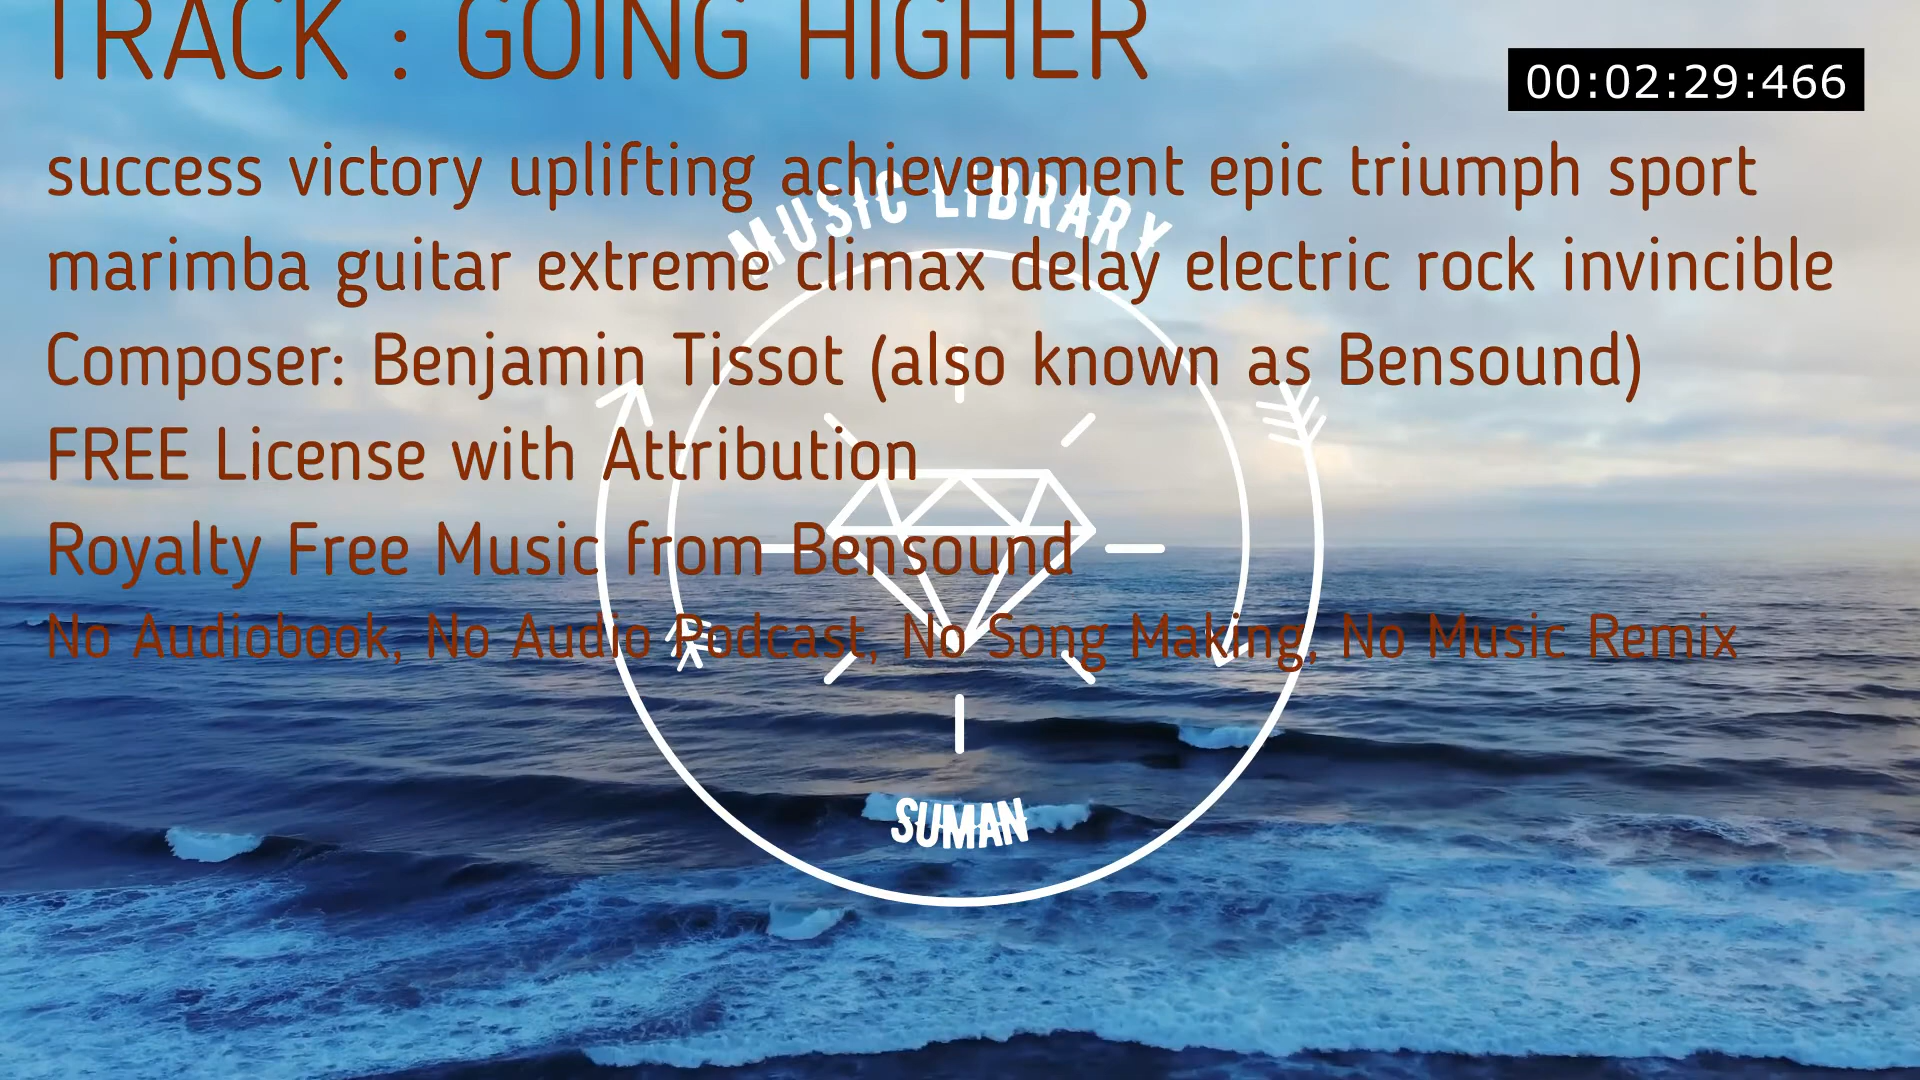 TRACK : GOING HIGHER
00:02:29:466
success victory uplifting achievenment epic triumph sport
MUSIC LIBRARY
marimba guitar extreme climax delay electric rock invincible
Composer: Benjamin Tissot (also known as Bensound)
FREE License with Attribution
Royalty Free Music from Bensound
No Audiobook, No Audio Podcast, No Song Making, No Music Remix
SUMAN